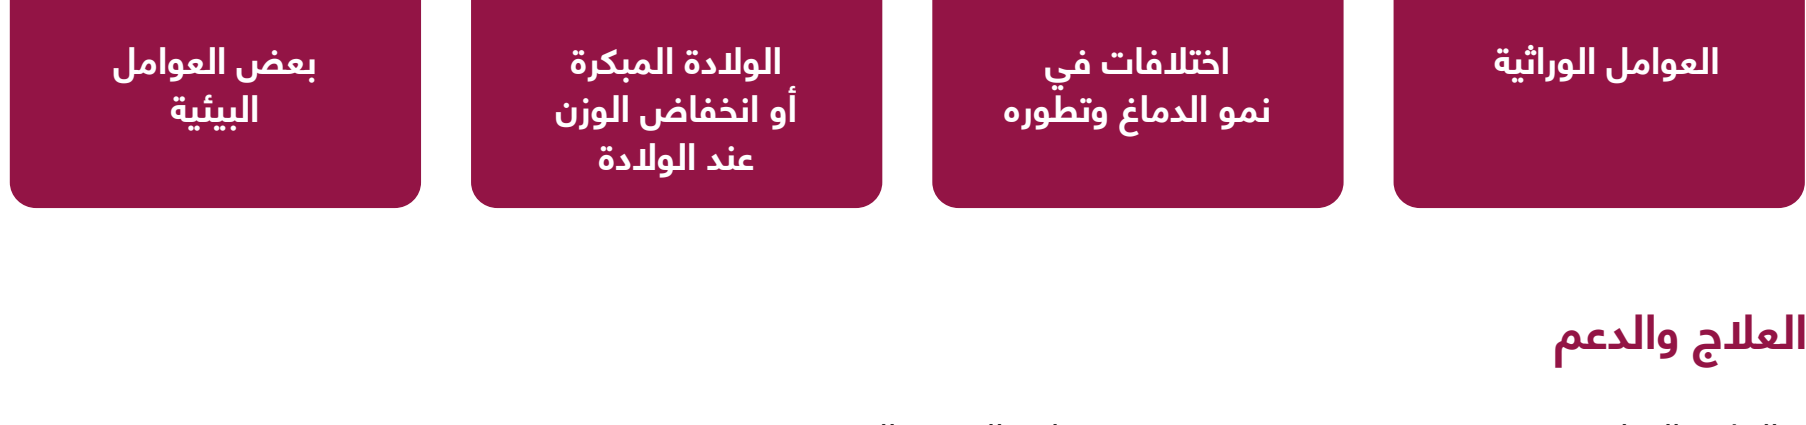 العوامل الوراثية
اختلافات في
نمو الدماغ وتطوره
الولادة المبكرة
أو انخفاض الوزن
عند الولادة
بعض العوامل
البيئية
العلاج والدعم